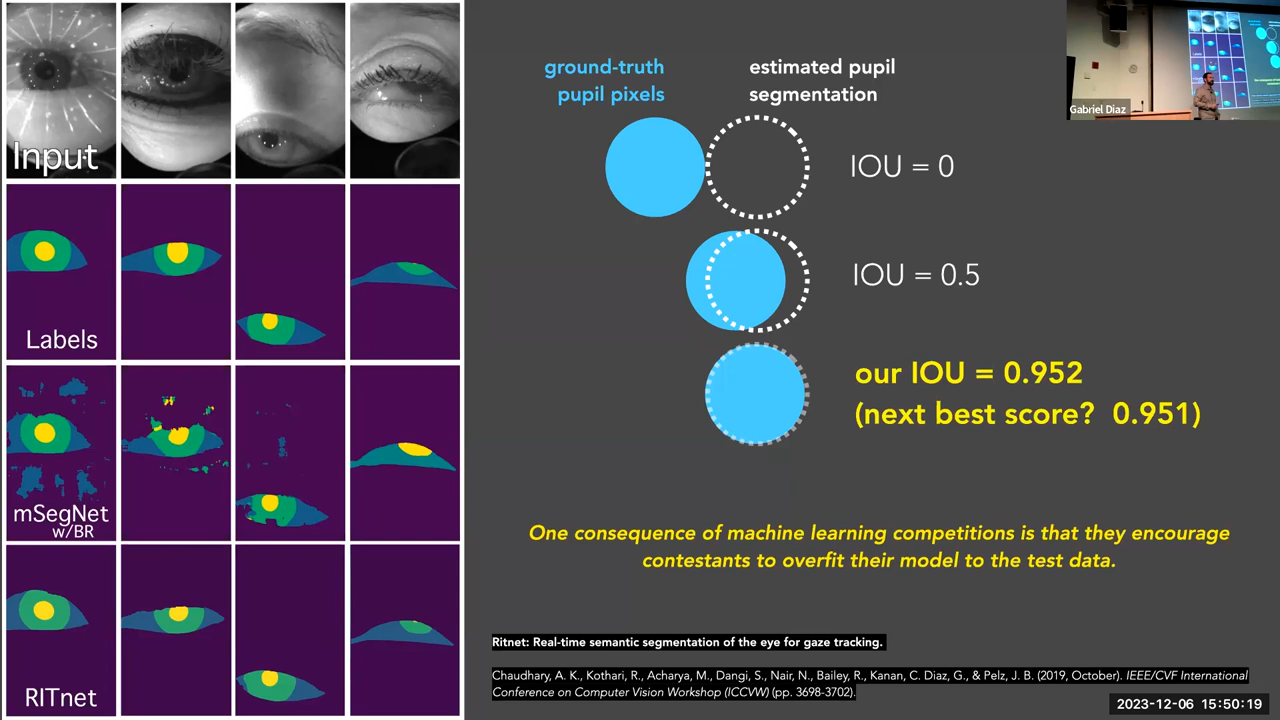 Input
Labels
mSegNet
w/BR
RITnet
ground-truth
pupil pixels
estimated pupil
segmentation
IOU = 0
IOU = 0.5
our IOU = 0.952
(next best score? 0.951)
One consequence of machine learning competitions is that they encourage
contestants to overfit their model to the test data.
Ritnet: Real-time semantic segmentation of the eye for gaze tracking.
Chaudhary, A. K., Kothari, R., Acharya, M., Dangi, S., Nair, N., Bailey, R., Kanan, C. Diaz, G., & Pelz, J. B. (2019, October). IEEE/CVF International
Conference on Computer Vision Workshop (ICCVW) (pp. 3698-3702).
Gabriel Diaz
2023-12-06 15:50:19